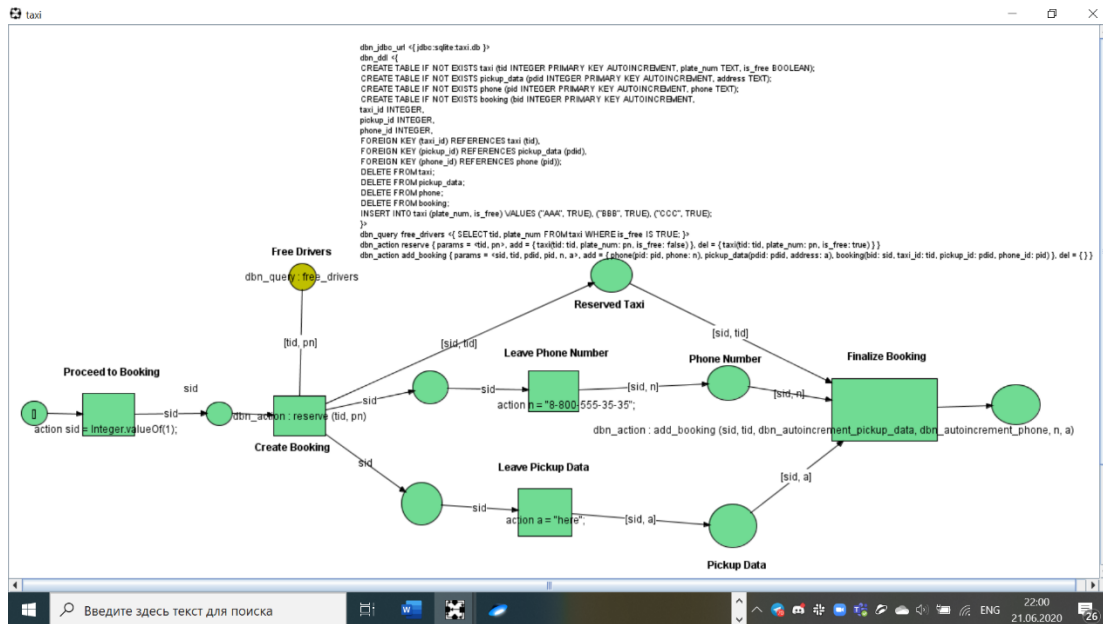 taxi
dbn_jdbc_url <{ jdbc:sqlite:taxi.db }>
dbn_ddl <{
CREATE TABLE IF NOT EXISTS taxi (tid INTEGER PRIMARY KEY AUTOINCREMENT, plate_num TEXT, is_free BOOLEAN);
CREATE TABLE IF NOT EXISTS pickup_data (pdid INTEGER PRIMARY KEY AUTOINCREMENT, address TEXT);
CREATE TABLE IF NOT EXISTS phone (pid INTEGER PRIMARY KEY AUTOINCREMENT, phone TEXT);
CREATE TABLE IF NOT EXISTS booking (bid INTEGER PRIMARY KEY AUTOINCREMENT,
taxi_id INTEGER,
pickup_id INTEGER,
phone_id INTEGER,
FOREIGN KEY (taxi_id) REFERENCES taxi (tid),
FOREIGN KEY (pickup_id) REFERENCES pickup_data (pdid),
FOREIGN KEY (phone_id) REFERENCES phone (pid));
DELETE FROM taxi;
DELETE FROM pickup_data;
DELETE FROM phone;
DELETE FROM booking;
INSERT INTO taxi (plate_num, is_free) VALUES ("AAA", TRUE), ("BBB", TRUE), ("CCC", TRUE);
}>
dbn_query free_drivers <{ SELECT tid, plate_num FROM taxi WHERE is_free IS TRUE; }>
dbn_action reserve { params = <tid, pn>, add = { taxi(tid: tid, plate_num: pn, is_free: false) }, del = { taxi(tid: tid, plate_num: pn, is_free: true) } }
dbn_action add_booking { params = <sid, tid, pdid, pid, n, a>, add = { phone(pid: pid, phone: n), pickup_data(pdid: pdid, address: a), booking(bid: sid, taxi_id: tid, pickup_id: pdid, phone_id: pid) }, del = { } }
Free Drivers
dbn_query : free_drivers
[tid, pn]
Reserved Taxi
[sid, tid]
[sid, tid]
Proceed to Booking
sid
[]
sid
action sid = Integer.valueOf(1);
dbn_action : reserve (tid, pn)
Create Booking
sid
sid
Leave Phone Number
sid
action n = "8-800-555-35-35";
[sid, n]
Phone Number
[sid, n]
Finalize Booking
dbn_action : add_booking (sid, tid, dbn_autoincrement_pickup_data, dbn_autoincrement_phone, n, a)
Leave Pickup Data
sid
action a = "here";
[sid, a]
[sid, a]
Pickup Data
Введите здесь текст для поиска
ENG
22:00
21.06.2020
26